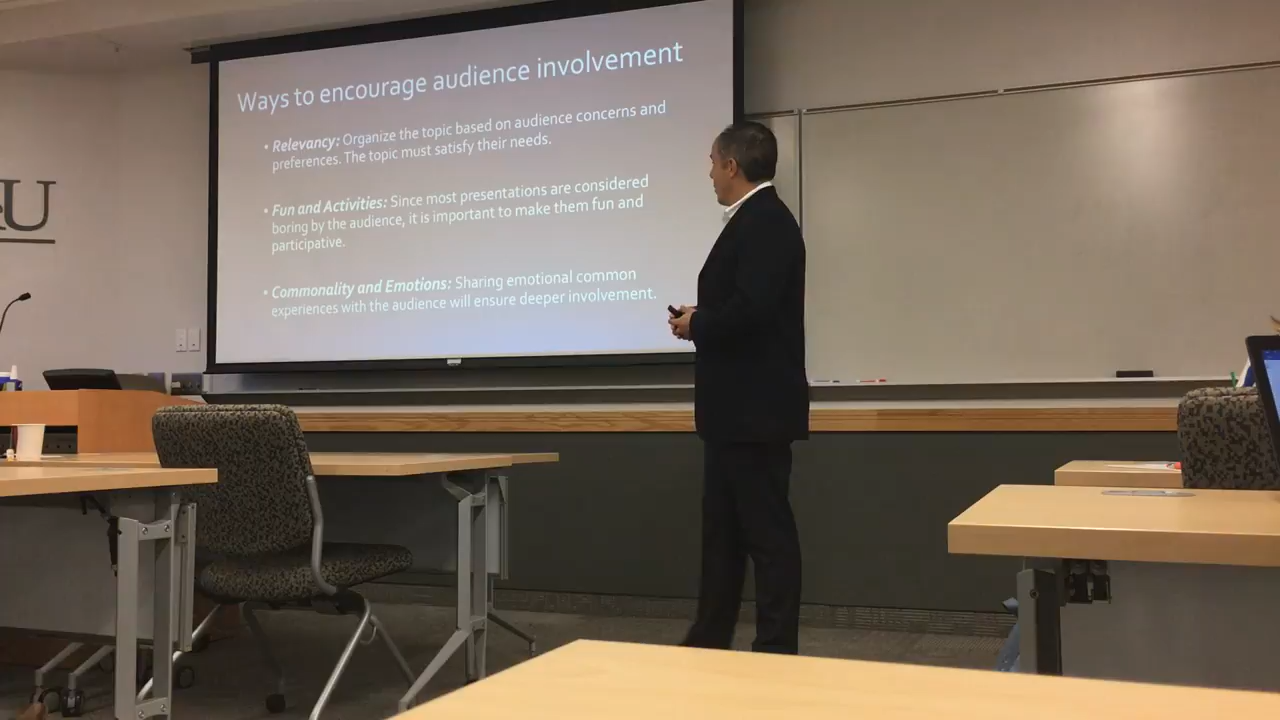 Ways to encourage audience involvement
• Relevancy: Organize the topic based on audience concerns and
preferences. The topic must satisfy their needs.
• Fun and Activities: Since most presentations are considered
boring by the audience, it is important to make them fun and
participative.
• Commonality and Emotions: Sharing emotional common
experiences with the audience will ensure deeper involvement.
U